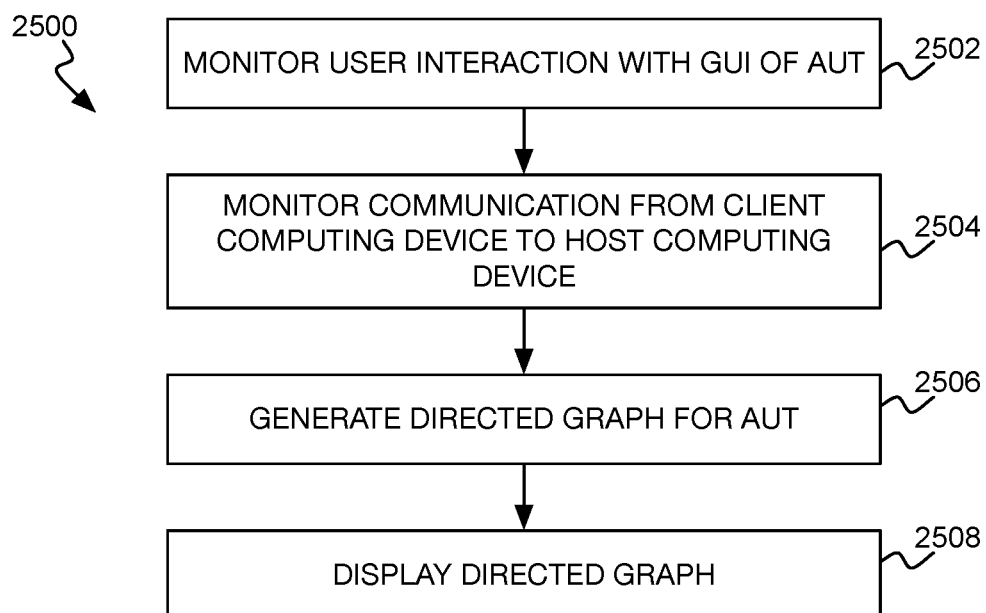 2500
MONITOR USER INTERACTION WITH GUI OF AUT
2502
MONITOR COMMUNICATION FROM CLIENT
COMPUTING DEVICE TO HOST COMPUTING
DEVICE
2504
GENERATE DIRECTED GRAPH FOR AUT
2506
DISPLAY DIRECTED GRAPH
2508